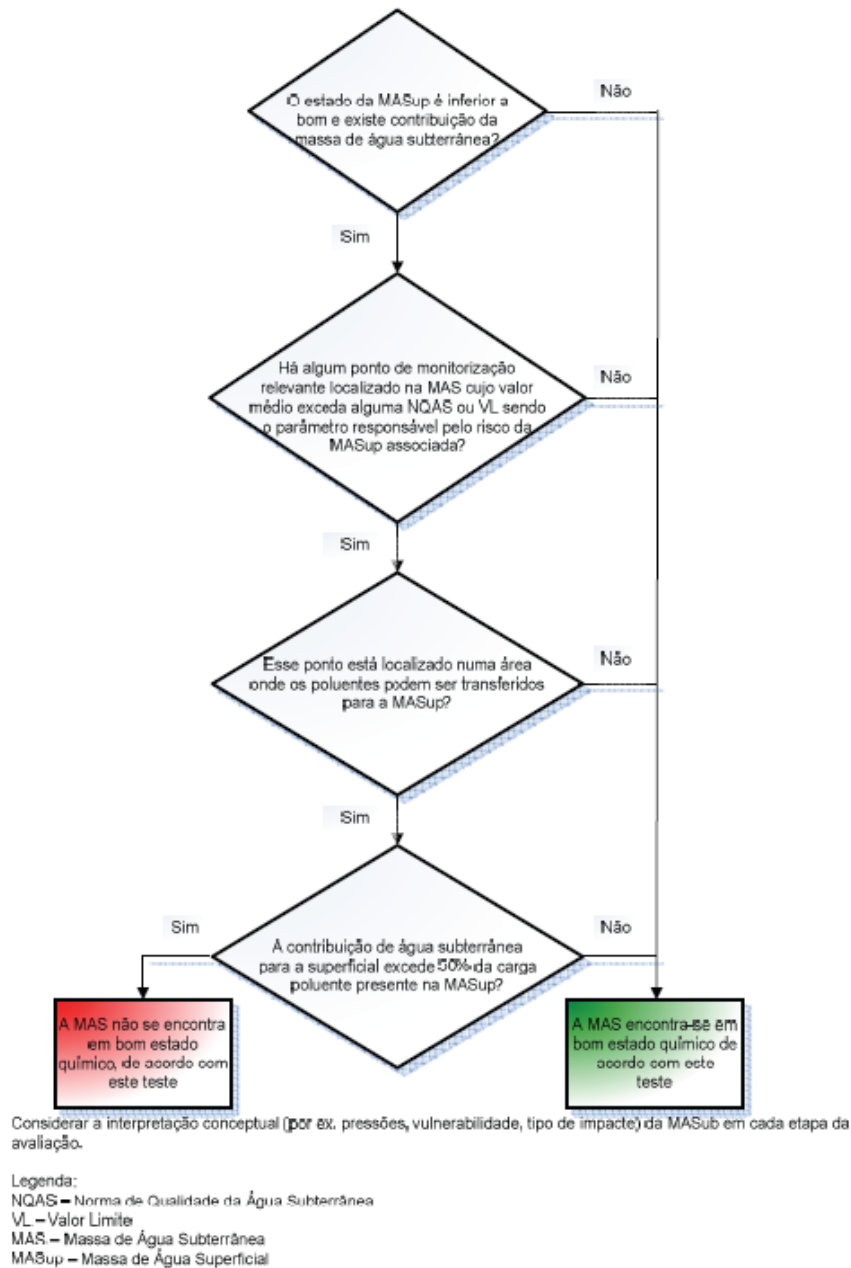 O estado da MASup é inferior a
bom e existe contribuição da
massa de água subterrânea?
Não
Sim
Há algum ponto de monitorização
relevante localizado na MAS cujo valor
médio exceda alguma NQAS ou VL sendo
o parâmetro responsável pelo risco da
MASup associada?
Não
Sim
Esse ponto está localizado numa área
onde os poluentes podem ser transferidos
para a MASup?
Não
Sim
A contribuição de água subterrânea
para a superficial excede 50% da carga
poluente presente na MASup?
Sim
Não
A MAS não se encontra
em bom estado
químico, de acordo com
este teste
A MAS encontra-se em
bom estado químico de
acordo com este
teste
Considerar a interpretação conceptual (por ex. pressões, vulnerabilidade, tipo de impacte) da MASub em cada etapa da
avaliação.
Legenda:
NQAS – Norma de Qualidade da Água Subterrânea
VL – Valor Limite
MAS – Massa de Água Subterrânea
MASup – Massa de Água Superficial